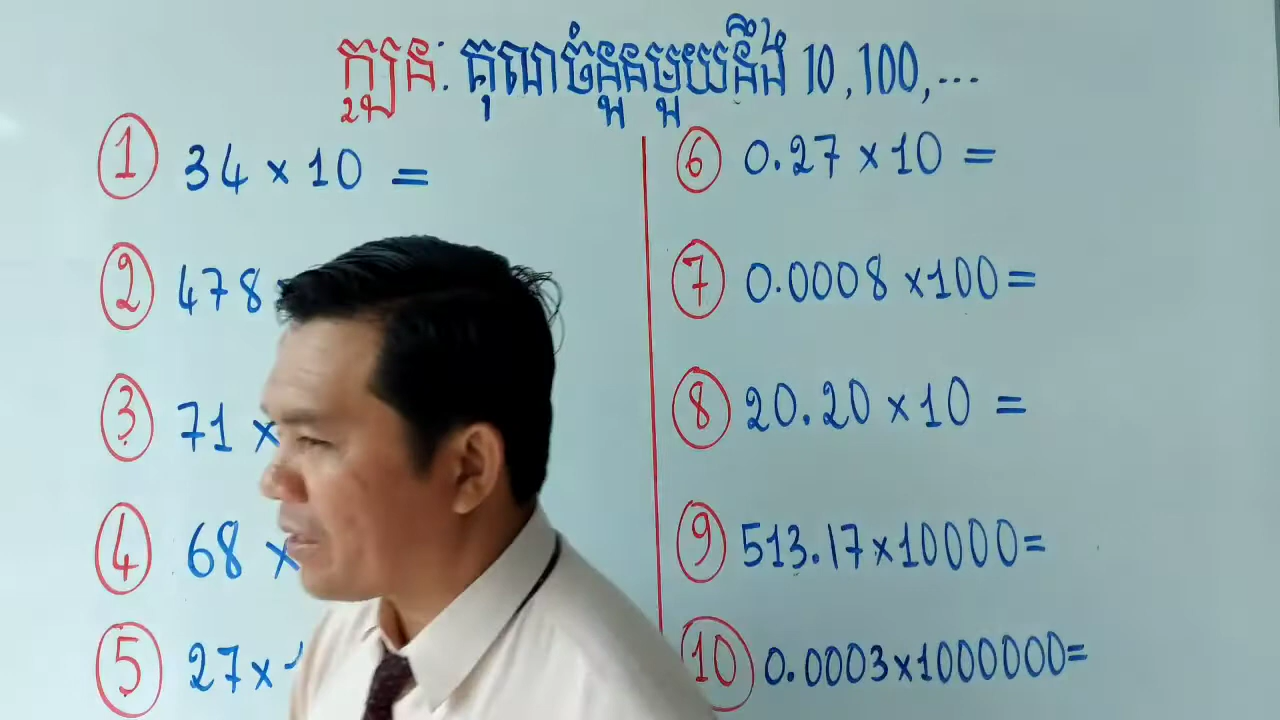 ក្បួន: គុណចំនួនមួយនឹង 10,100,...
1 34 × 10 =
2 478
3 71 ×
4 68 ×
5 27 ×
6 0.27 × 10 =
7 0.0008 × 100 =
8 20.20 × 10 =
9 513.17 × 10000 =
10 0.0003 × 1000000 =